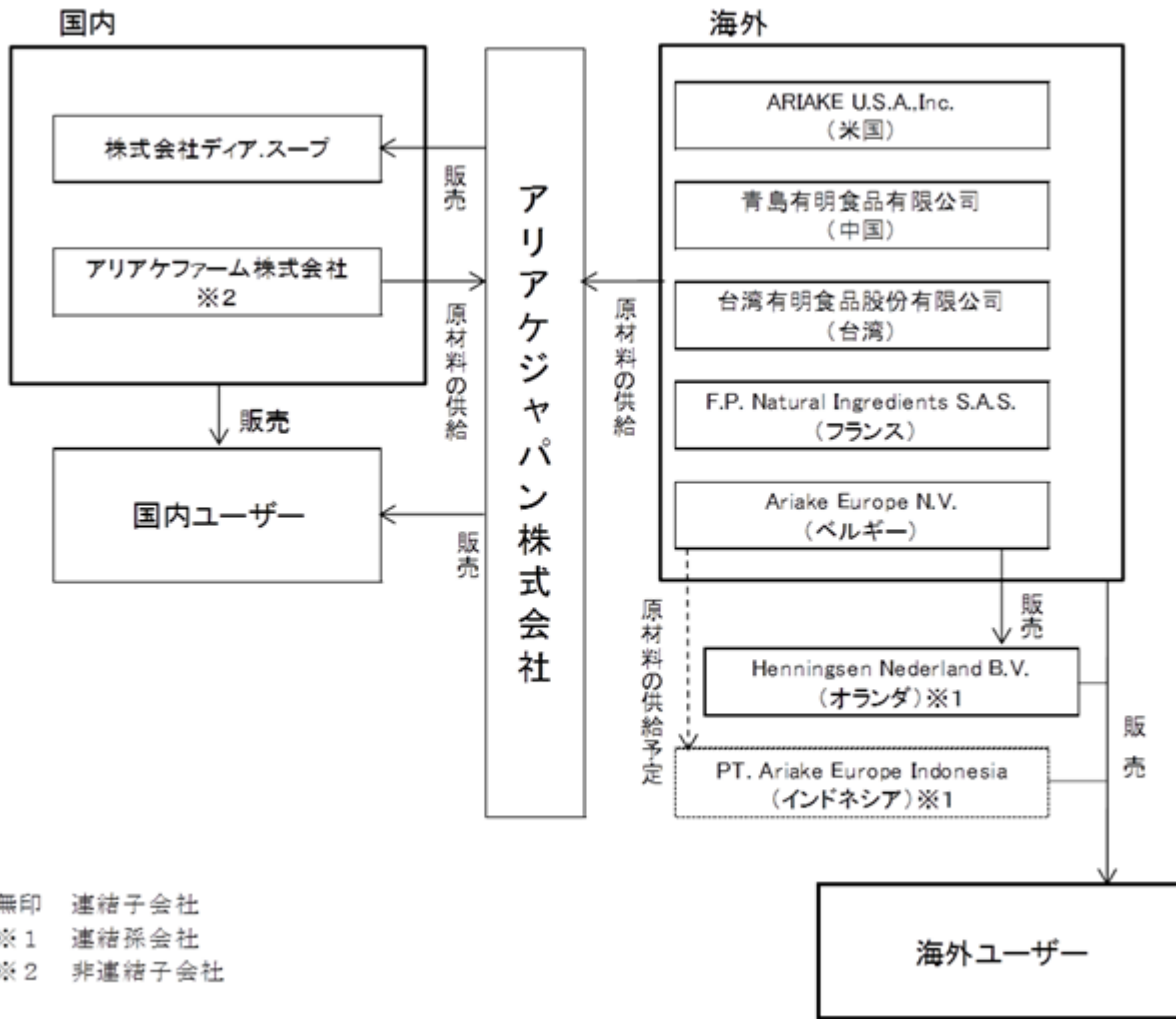 国内
株式会社ディア.スープ
アリアケファーム株式会社
※2
販売
国内ユーザー
販売
原材料の供給
販売
アリアケジャパン株式会社
原材料の供給
海外
ARIAKE U.S.A.,Inc.
(米国)
青島有明食品有限公司
(中国)
台湾有明食品股份有限公司
(台湾)
F.P. Natural Ingredients S.A.S.
(フランス)
Ariake Europe N.V.
(ベルギー)
原材料の供給予定
販売
Henningsen Nederland B.V.
(オランダ)※1
PT. Ariake Europe Indonesia
(インドネシア)※1
販売
海外ユーザー
無印 連結子会社
※1 連結孫会社
※2 非連結子会社